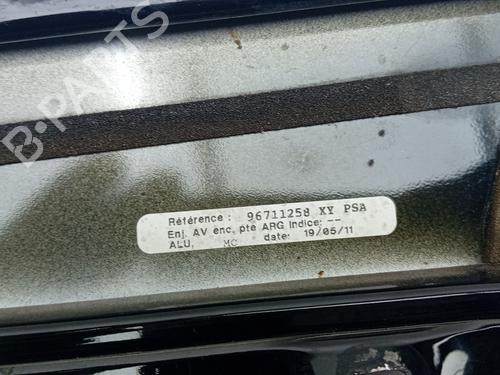 B-PARTS
Référence : 96711258 XY PSA
Enj. AV enc. pte ARG Indice: --
ALU. MC date: 19/05/11